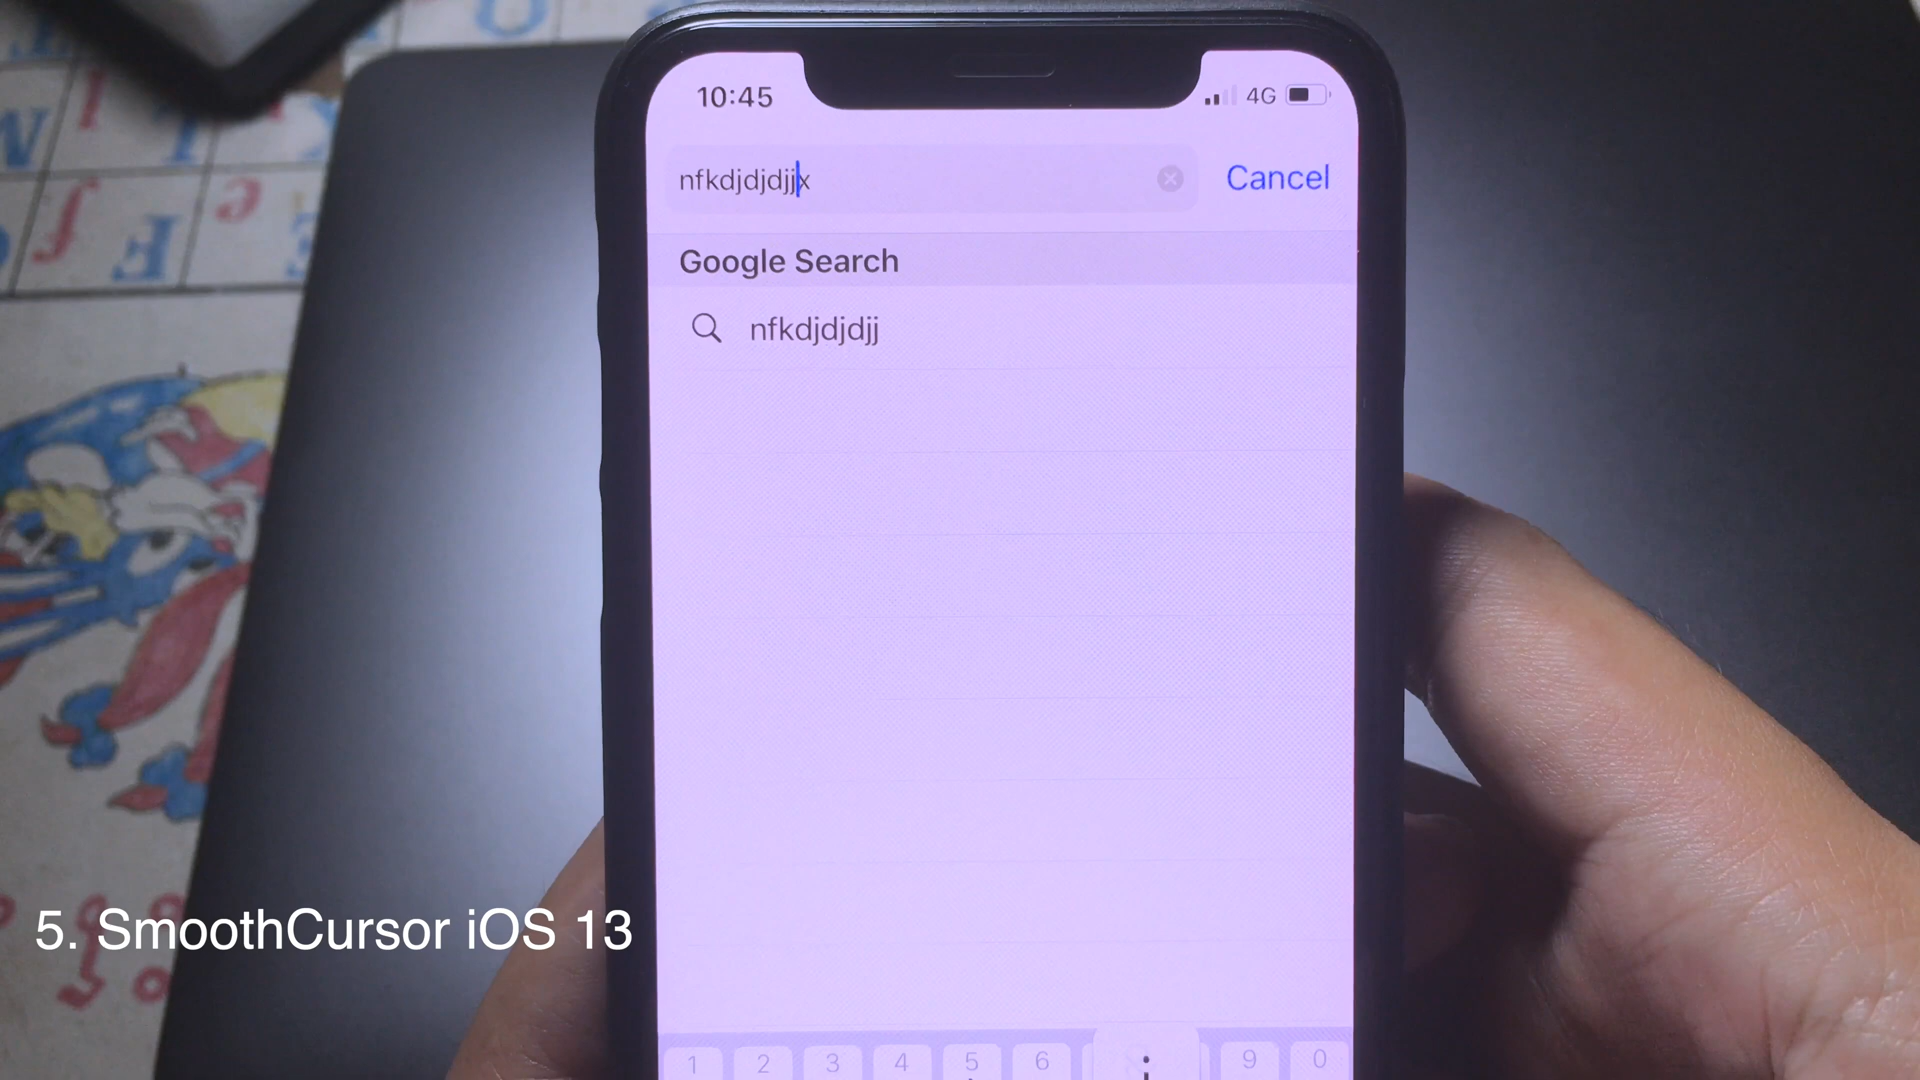 10:45
4G
nfkdjdjdjjx
Cancel
Google Search
nfkdjdjdjj
5. SmoothCursor iOS 13
1 2 3 4 5 6 9 0